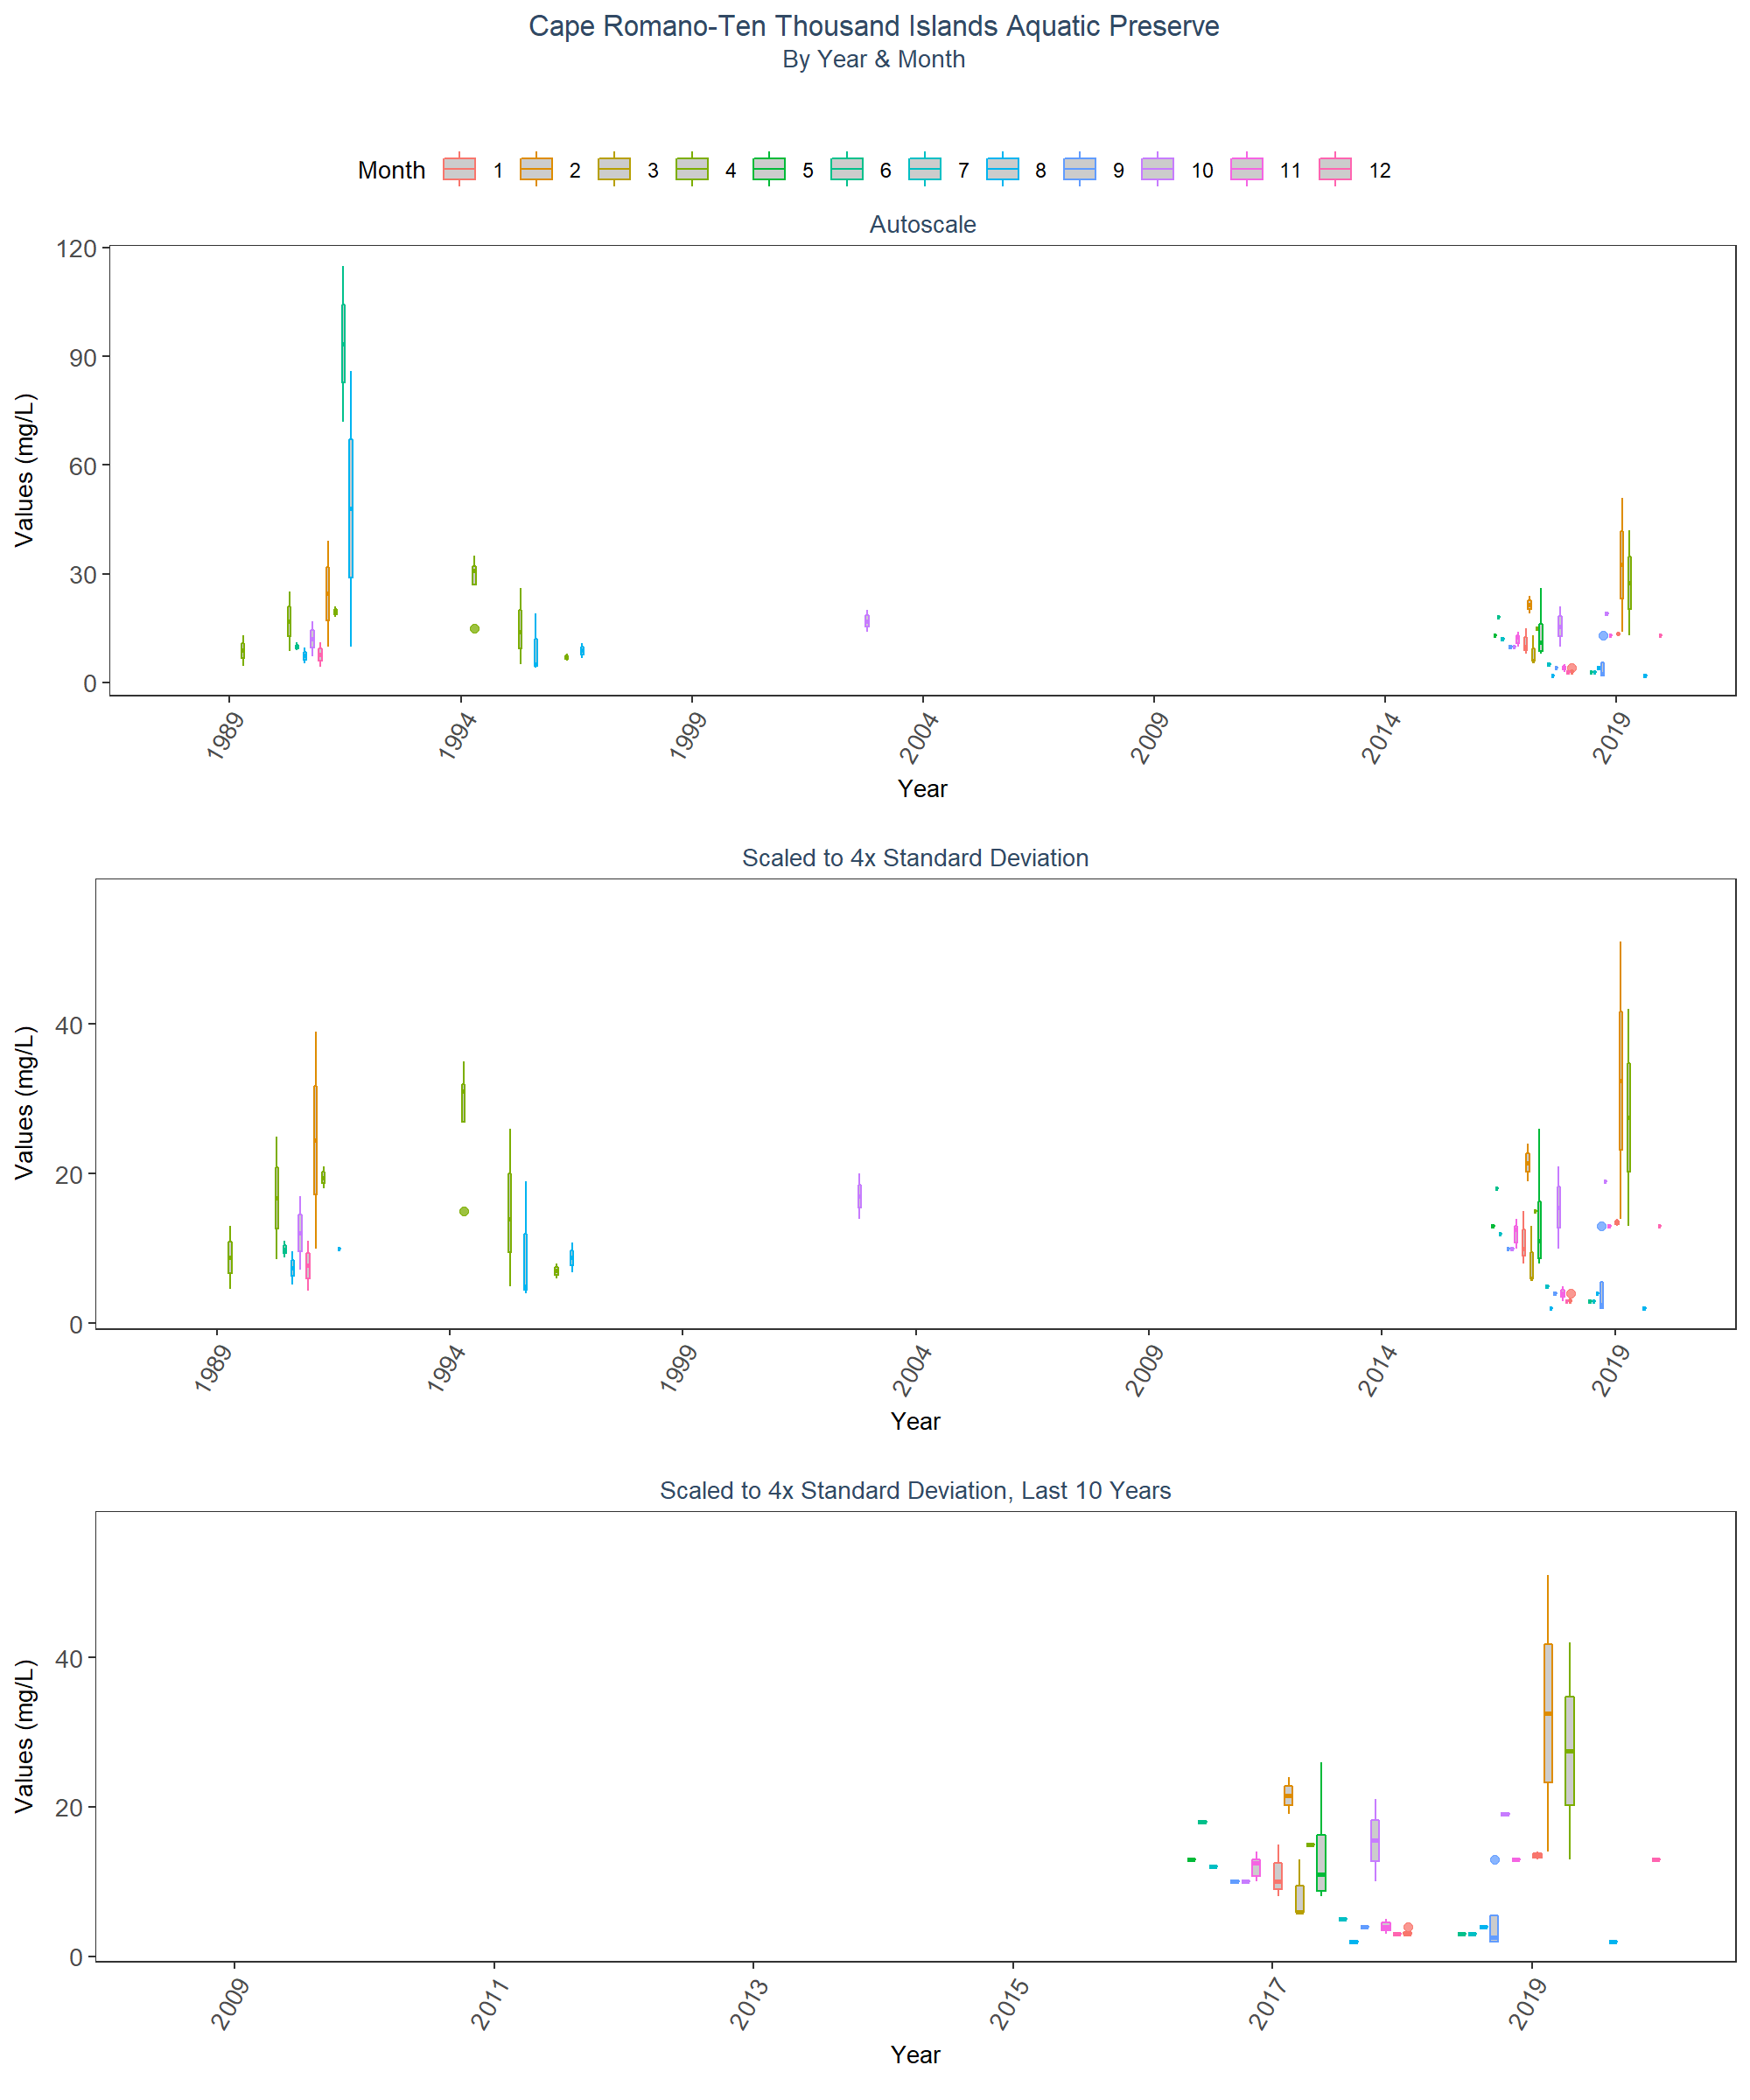 Cape Romano-Ten Thousand Islands Aquatic Preserve
By Year & Month
Month 1 2 3 4 5 6 7 8 9 10 11 12
Autoscale
Values (mg/L)
120
90
60
30
0
1989 1994 1999 2004 2009 2014 2019
Year
Scaled to 4x Standard Deviation
Values (mg/L)
40
20
0
1989 1994 1999 2004 2009 2014 2019
Year
Scaled to 4x Standard Deviation, Last 10 Years
Values (mg/L)
40
20
0
2009 2011 2013 2015 2017 2019
Year